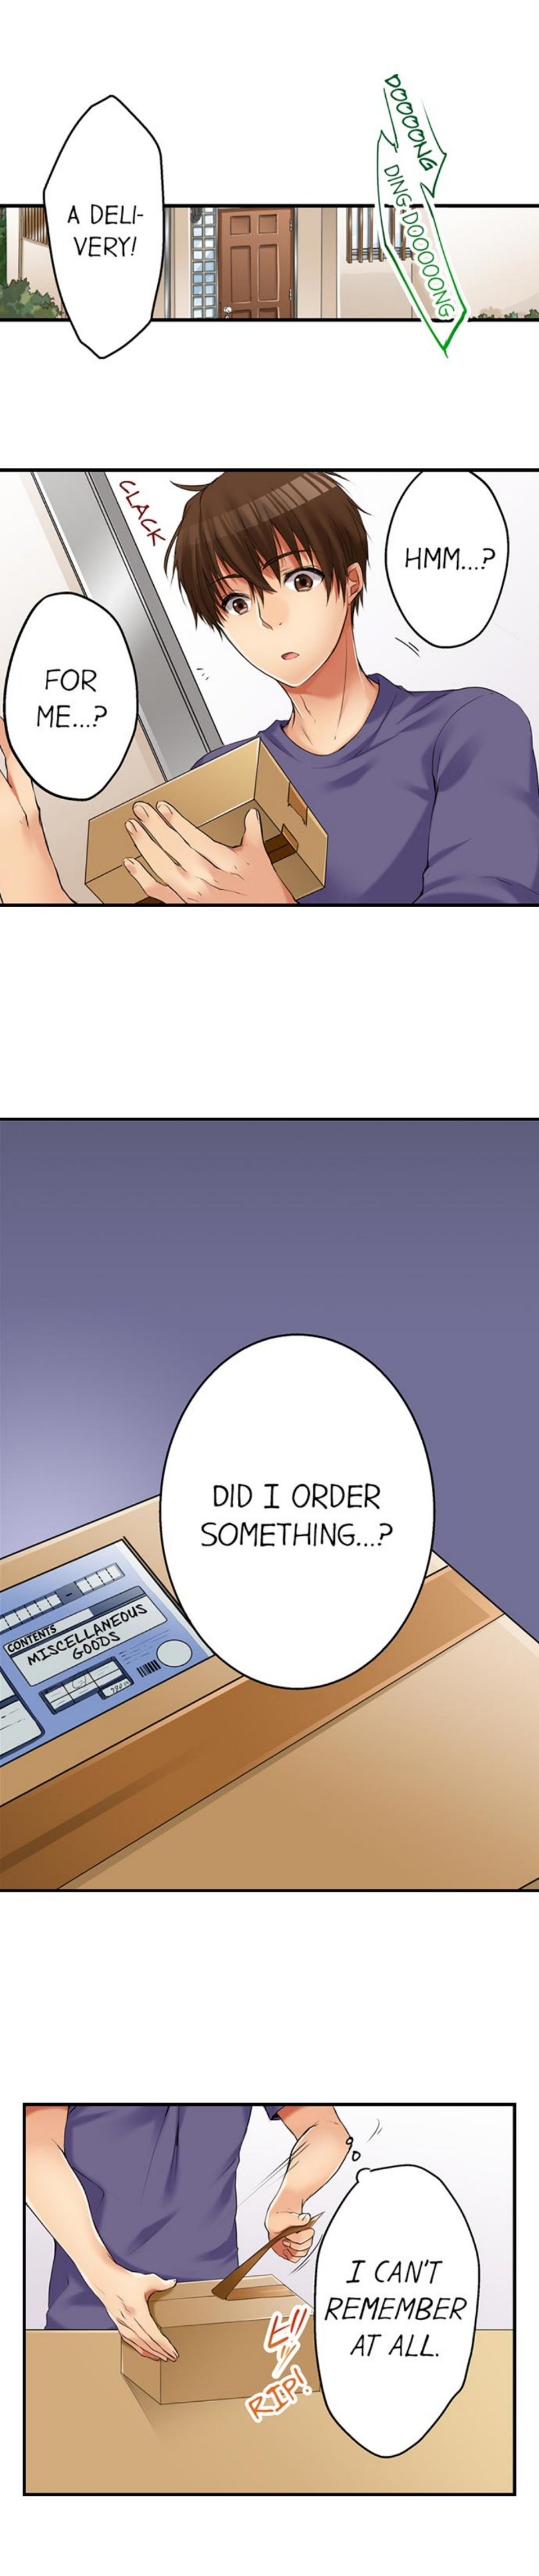 DOOOOONG
DING-DOOOOONG
A DELI-
VERY!
CLACK
HMM...?
FOR
ME...?
DID I ORDER
SOMETHING...?
CONTENTS
MISCELLANEOUS
GOODS
I CAN'T
REMEMBER
AT ALL.
RIP!